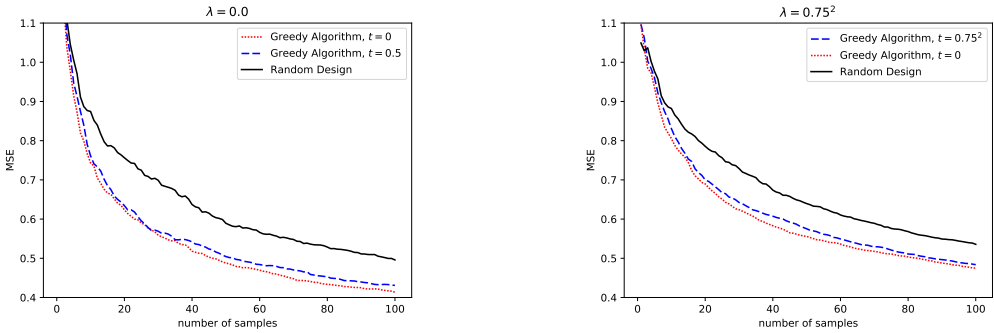 λ = 0.0
1.1
1.0
0.9
0.8
0.7
0.6
0.5
0.4
MSE
0
20
40
60
80
100
number of samples
Greedy Algorithm, t = 0
Greedy Algorithm, t = 0.5
Random Design
λ = 0.75²
1.1
1.0
0.9
0.8
0.7
0.6
0.5
0.4
MSE
0
20
40
60
80
100
number of samples
Greedy Algorithm, t = 0.75²
Greedy Algorithm, t = 0
Random Design